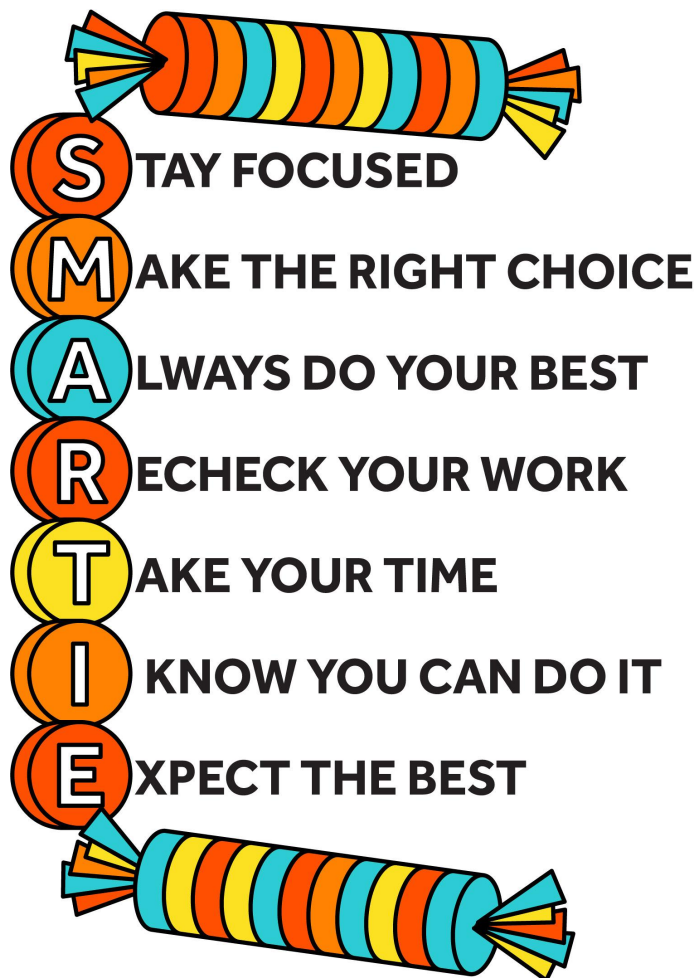 STAY FOCUSED
MAKE THE RIGHT CHOICE
ALWAYS DO YOUR BEST
RECHECK YOUR WORK
TAKE YOUR TIME
I KNOW YOU CAN DO IT
EXPECT THE BEST